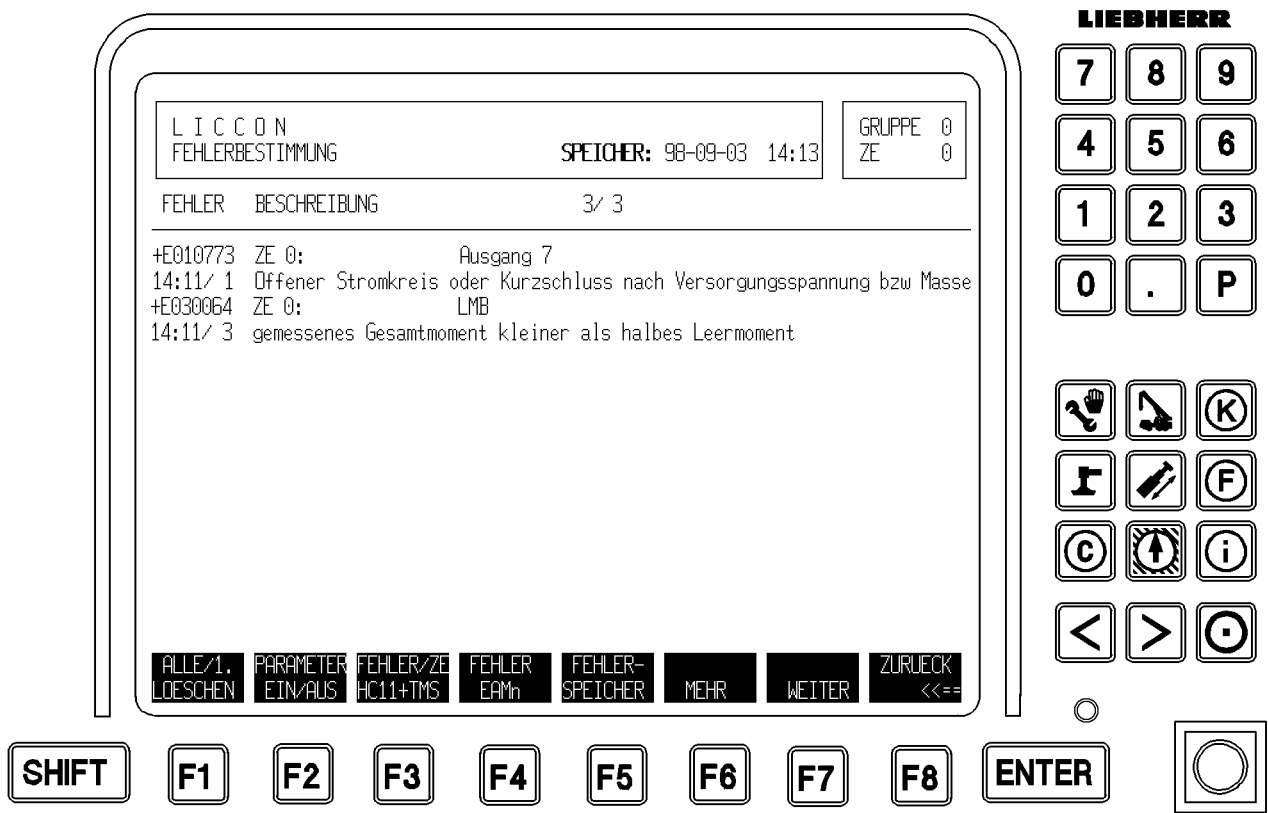 LIEBHERR
LICCON
FEHLERBESTIMMUNG SPEICHER: 98-09-03 14:13
GRUPPE 0
ZE 0
FEHLER BESCHREIBUNG 3/ 3
+E010773 ZE 0: Ausgang 7
14:11/ 1 Offener Stromkreis oder Kurzschluss nach Versorgungsspannung bzw Masse
+E030064 ZE 0: LMB
14:11/ 3 gemessenes Gesamtmoment kleiner als halbes Leermoment
ALLE/1. PARAMETER FEHLER/ZE FEHLER FEHLER- ZURUECK
LOESCHEN EIN/AUS HC11+TMS EAMn SPEICHER MEHR WEITER <<==
7 8 9
4 5 6
1 2 3
0 . P
K
F
C i
< >
SHIFT F1 F2 F3 F4 F5 F6 F7 F8 ENTER